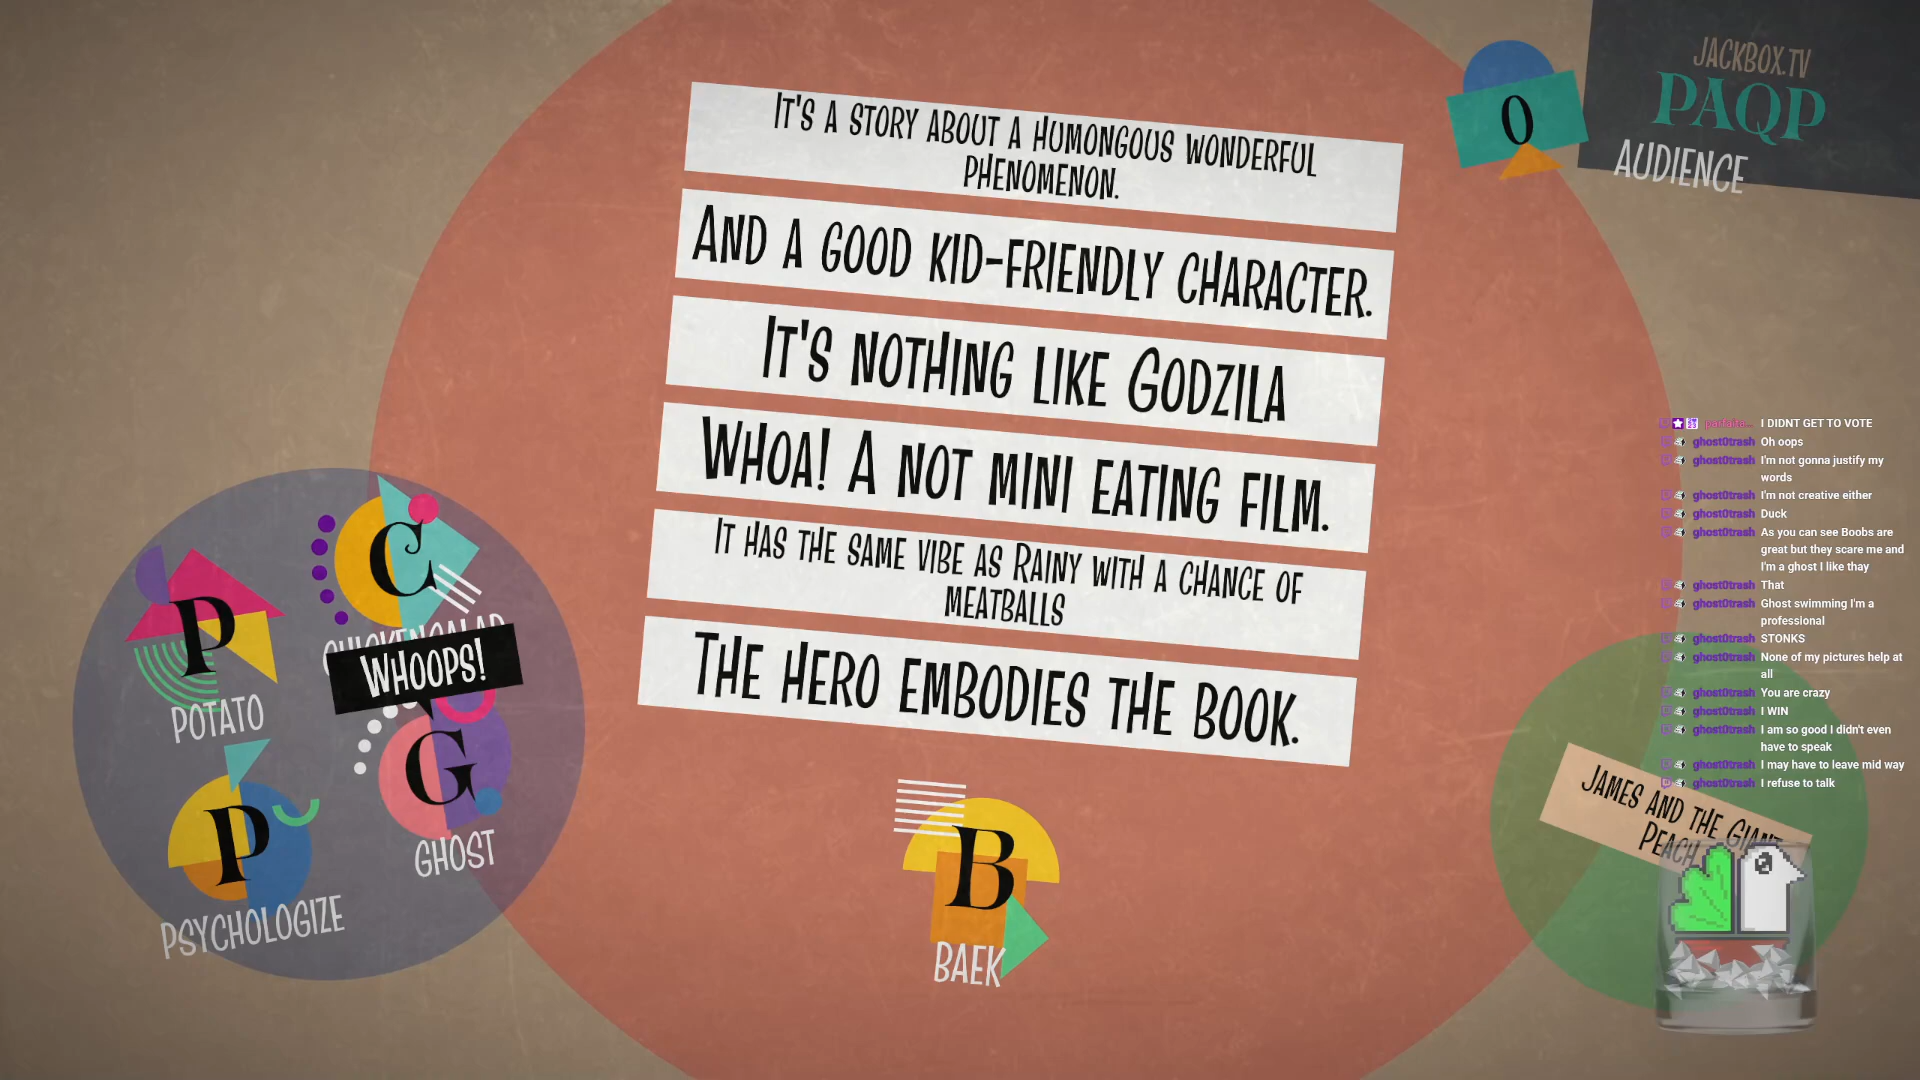 It's a story about a humongous wonderful
phenomenon.
And a good kid-friendly character.
It's nothing like Godzila
Whoa! A not mini eating film.
It has the same vibe as Rainy with a chance of
meatballs
The hero embodies the book.
JACKBOX.TV
PAQP
AUDIENCE
0
P
POTATO
C
Whoops!
G
GHOST
P
PSYCHOLOGIZE
B
BAEK
I DIDNT GET TO VOTE
ghost0trash Oh oops
ghost0trash I'm not gonna justify my
words
ghost0trash I'm not creative either
ghost0trash Duck
ghost0trash As you can see Boobs are
great but they scare me and
I'm a ghost I like thay
ghost0trash That
ghost0trash Ghost swimming I'm a
professional
ghost0trash STONKS
ghost0trash None of my pictures help at
all
ghost0trash You are crazy
ghost0trash I WIN
ghost0trash I am so good I didn't even
have to speak
ghost0trash I may have to leave mid way
ghost0trash I refuse to talk
James and the Giant
Peach